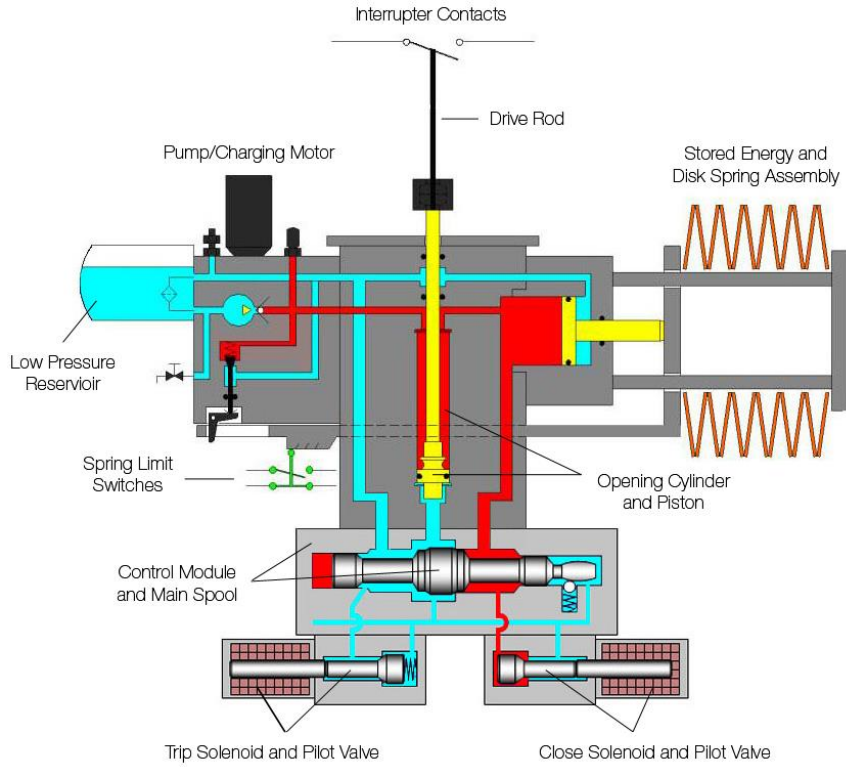 Interrupter Contacts
Drive Rod
Pump/Charging Motor
Stored Energy and
Disk Spring Assembly
Low Pressure
Reservioir
Spring Limit
Switches
Opening Cylinder
and Piston
Control Module
and Main Spool
Trip Solenoid and Pilot Valve
Close Solenoid and Pilot Valve